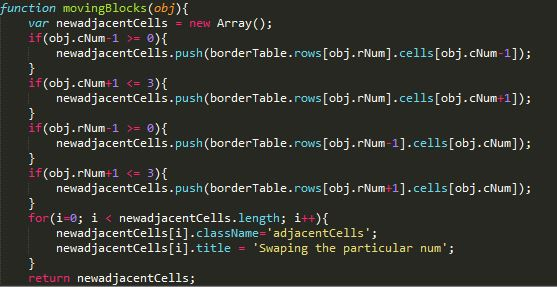 function movingBlocks(obj){
    var newadjacentCells = new Array();
    if(obj.cNum-1 >= 0){
        newadjacentCells.push(borderTable.rows[obj.rNum].cells[obj.cNum-1]);
    }
    if(obj.cNum+1 <= 3){
        newadjacentCells.push(borderTable.rows[obj.rNum].cells[obj.cNum+1]);
    }
    if(obj.rNum-1 >= 0){
        newadjacentCells.push(borderTable.rows[obj.rNum-1].cells[obj.cNum]);
    }
    if(obj.rNum+1 <= 3){
        newadjacentCells.push(borderTable.rows[obj.rNum+1].cells[obj.cNum]);
    }
    for(i=0; i < newadjacentCells.length; i++){
        newadjacentCells[i].className='adjacentCells';
        newadjacentCells[i].title = 'Swaping the particular num';
    }
    return newadjacentCells;